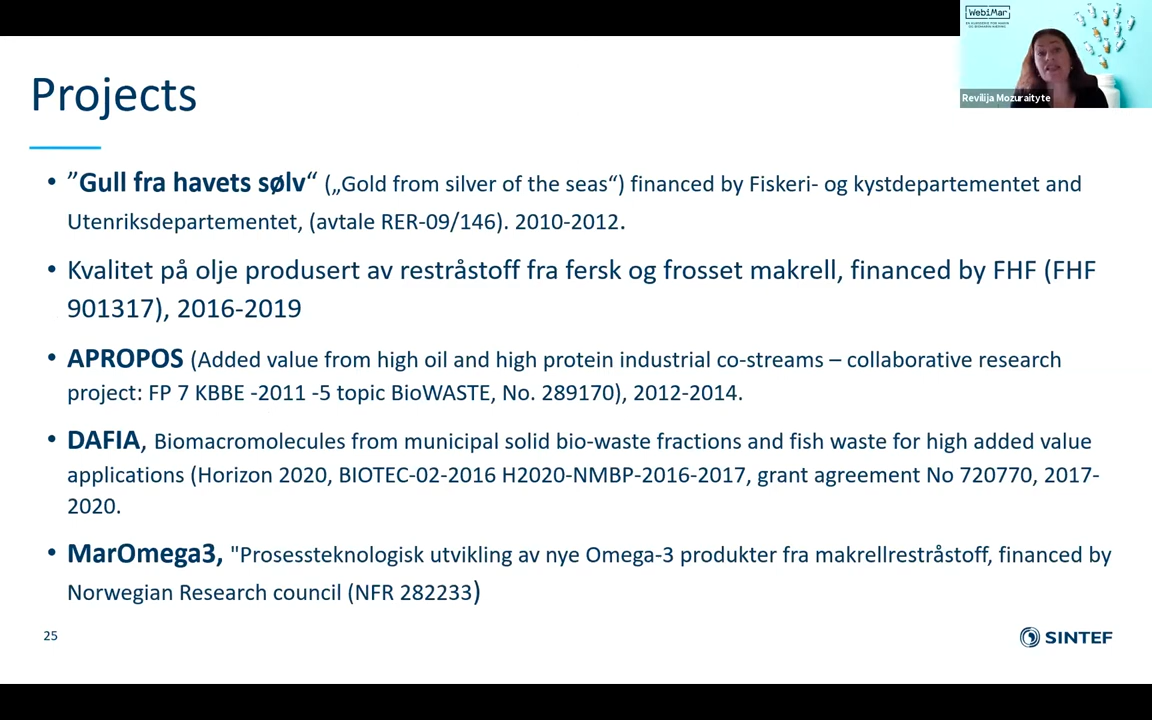 WebiMar
Revilija Mozuraityte
Projects
• ”Gull fra havets sølv“ („Gold from silver of the seas“) financed by Fiskeri- og kystdepartementet and
Utenriksdepartementet, (avtale RER-09/146). 2010-2012.
• Kvalitet på olje produsert av restråstoff fra fersk og frosset makrell, financed by FHF (FHF
901317), 2016-2019
• APROPOS (Added value from high oil and high protein industrial co-streams – collaborative research
project: FP 7 KBBE -2011 -5 topic BioWASTE, No. 289170), 2012-2014.
• DAFIA, Biomacromolecules from municipal solid bio-waste fractions and fish waste for high added value
applications (Horizon 2020, BIOTEC-02-2016 H2020-NMBP-2016-2017, grant agreement No 720770, 2017-
2020.
• MarOmega3, "Prosessteknologisk utvikling av nye Omega-3 produkter fra makrellrestråstoff, financed by
Norwegian Research council (NFR 282233)
25
SINTEF